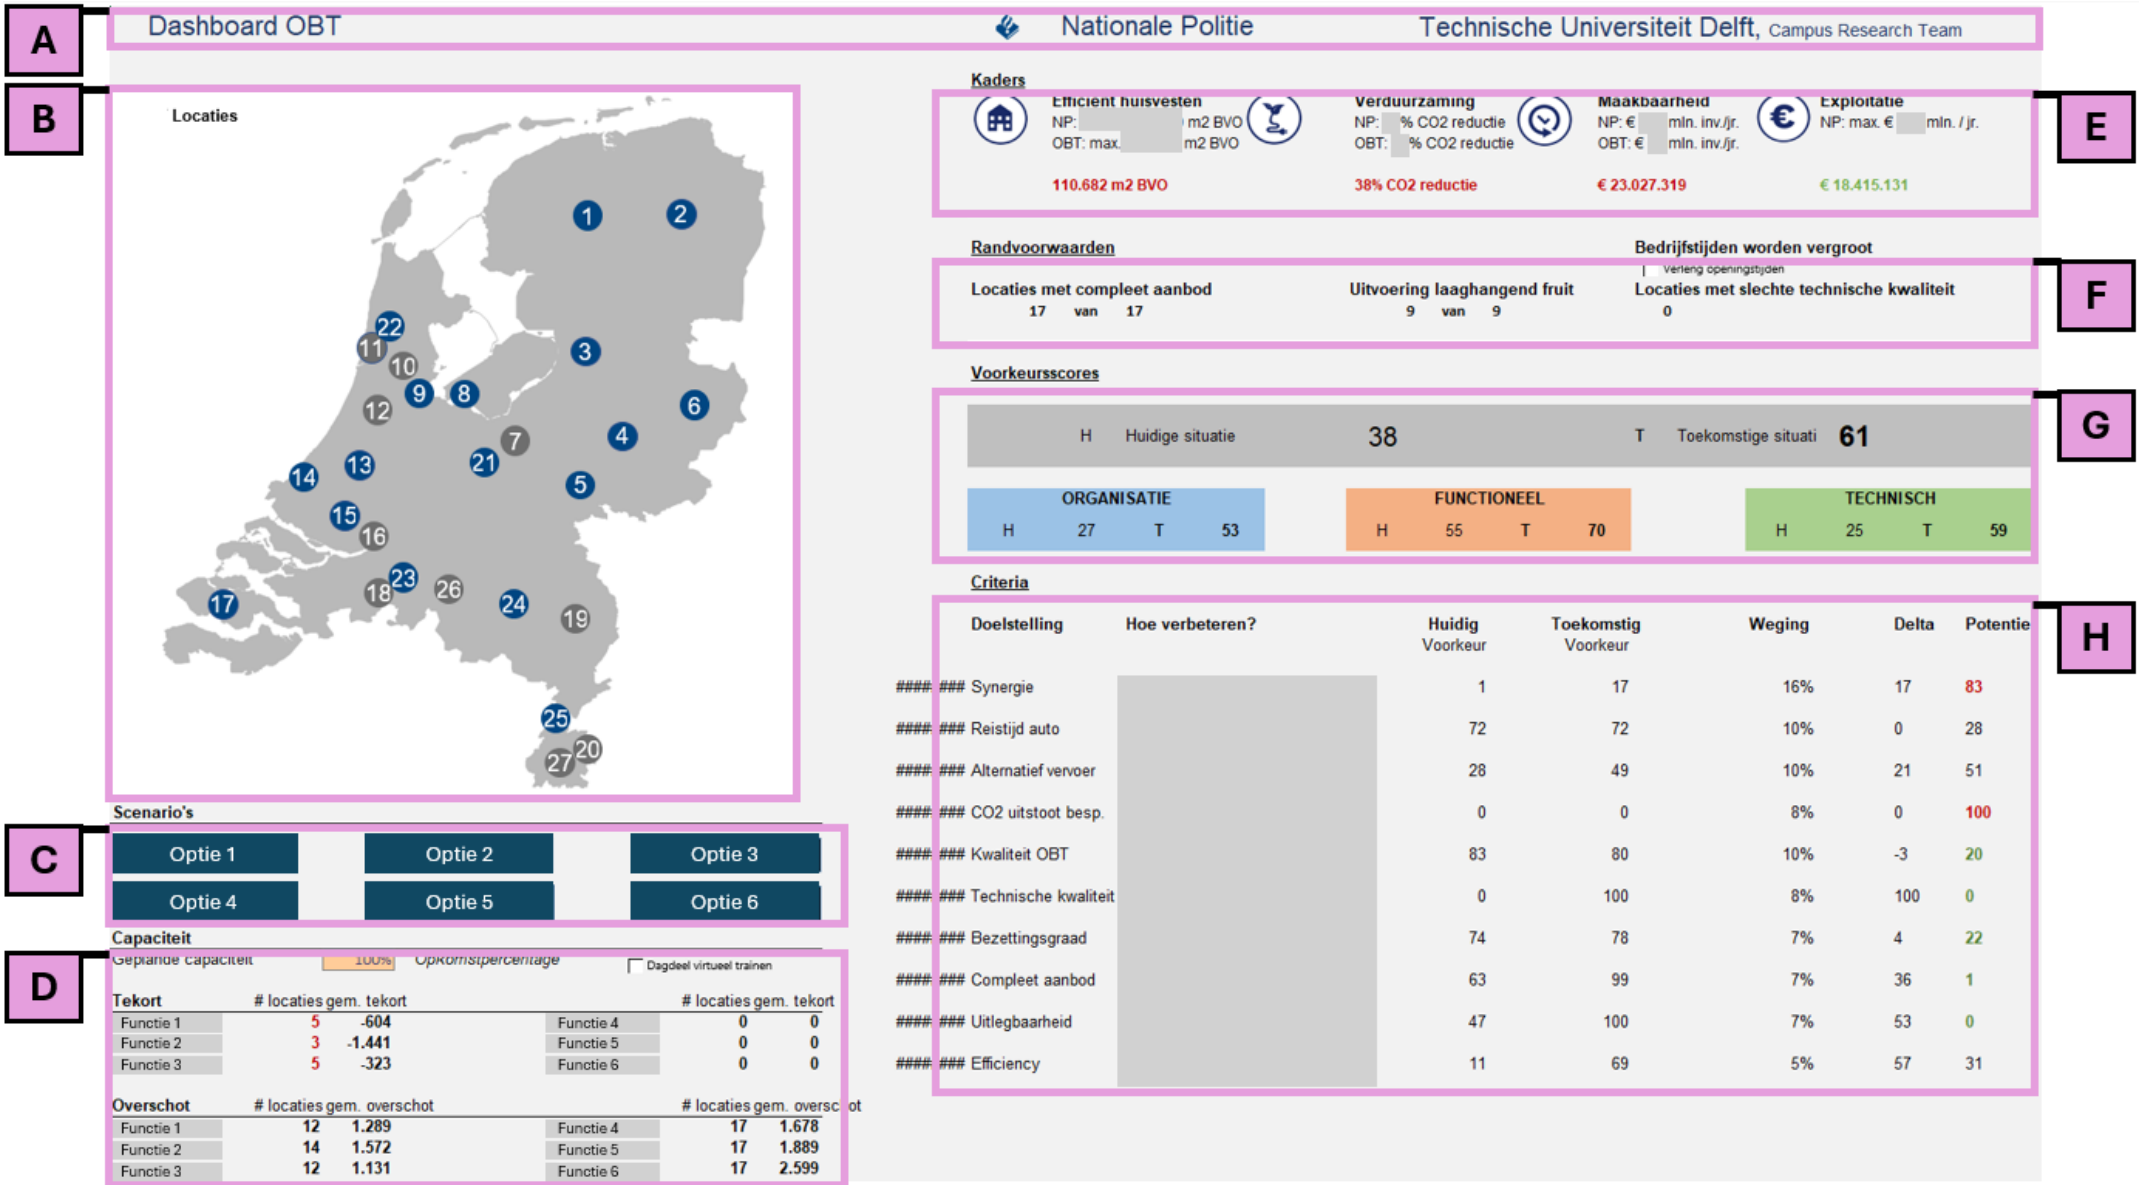 A
Dashboard OBT
Nationale Politie
Technische Universiteit Delft, Campus Research Team
B
Locaties
1
2
22
11
10
3
9
8
12
6
7
4
21
13
14
5
15
16
23
18
26
17
24
19
25
20
27
C
Scenario's
Optie 1 Optie 2 Optie 3
Optie 4 Optie 5 Optie 6
D
Capaciteit
Geplande capaciteit 100% Opkomstpercentage Dagdeel virtueel trainen
Tekort # locaties gem. tekort # locaties gem. tekort
Functie 1 5 -604 Functie 4 0 0
Functie 2 3 -1.441 Functie 5 0 0
Functie 3 5 -323 Functie 6 0 0
Overschot # locaties gem. overschot # locaties gem. overschot
Functie 1 12 1.289 Functie 4 17 1.678
Functie 2 14 1.572 Functie 5 17 1.889
Functie 3 12 1.131 Functie 6 17 2.599
Kaders
E
Efficient huisvesten
NP: m2 BVO
OBT: max. m2 BVO
110.682 m2 BVO
Verduurzaming
NP: % CO2 reductie
OBT: % CO2 reductie
38% CO2 reductie
Maakbaarheid
NP: € mln. inv./jr.
OBT: € mln. inv./jr.
€ 23.027.319
€
Exploitatie
NP: max. € mln. / jr.
€ 18.415.131
F
Randvoorwaarden Bedrijfstijden worden vergroot
Verleng openingstijden
Locaties met compleet aanbod Uitvoering laaghangend fruit Locaties met slechte technische kwaliteit
17 van 17 9 van 9 0
G
Voorkeursscores
H Huidige situatie 38 T Toekomstige situati 61
ORGANISATIE FUNCTIONEEL TECHNISCH
H 27 T 53 H 55 T 70 H 25 T 59
H
Criteria
Doelstelling Hoe verbeteren? Huidig Toekomstig Weging Delta Potentie
Voorkeur Voorkeur
####### Synergie 1 17 16% 17 83
####### Reistijd auto 72 72 10% 0 28
####### Alternatief vervoer 28 49 10% 21 51
####### CO2 uitstoot besp. 0 0 8% 0 100
####### Kwaliteit OBT 83 80 10% -3 20
####### Technische kwaliteit 0 100 8% 100 0
####### Bezettingsgraad 74 78 7% 4 22
####### Compleet aanbod 63 99 7% 36 1
####### Uitlegbaarheid 47 100 7% 53 0
####### Efficiency 11 69 5% 57 31